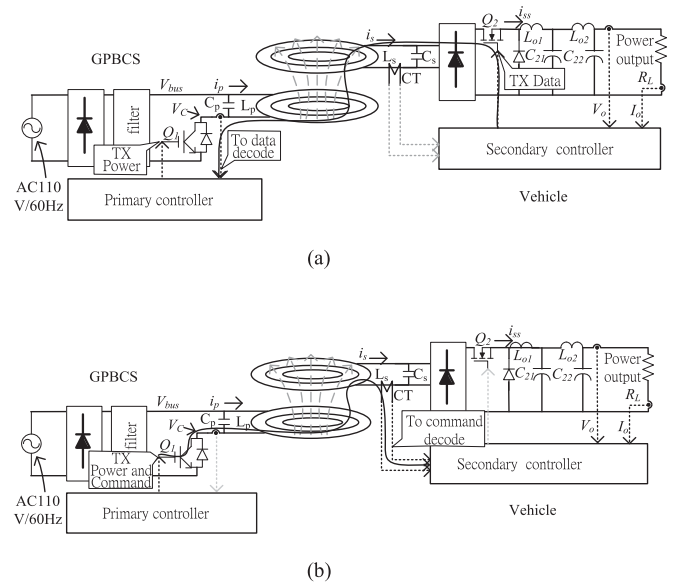 GPBCS
V_bus
i_p
C_p
L_p
V_C
Q_1
filter
TX
Power
To data
decode
AC110
V/60Hz
Primary controller
i_s
L_s
C_s
CT
Q_2
i_ss
L_o1
L_o2
C_21
C_22
Power
output
R_L
TX Data
V_o
I_o
Secondary controller
Vehicle
(a)
GPBCS
V_bus
i_p
C_p
L_p
V_C
Q_1
filter
TX
Power and
Command
AC110
V/60Hz
Primary controller
i_s
L_s
C_s
CT
To command
decode
Q_2
i_ss
L_o1
L_o2
C_21
C_22
Power
output
R_L
V_o
I_o
Secondary controller
Vehicle
(b)